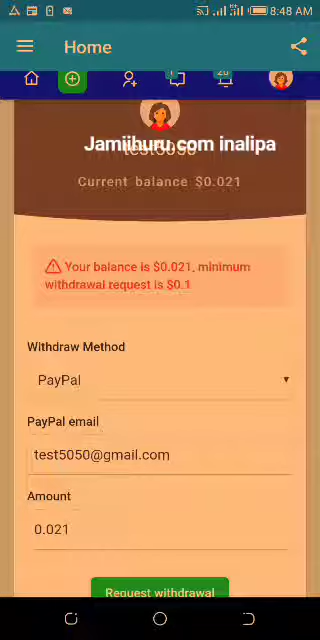 8:48 AM
Home
Jamiihuru.com inalipa
test5050
Current balance $0.021
Your balance is $0.021, minimum
withdrawal request is $0.1
Withdraw Method
PayPal
PayPal email
test5050@gmail.com
Amount
0.021
Request withdrawal